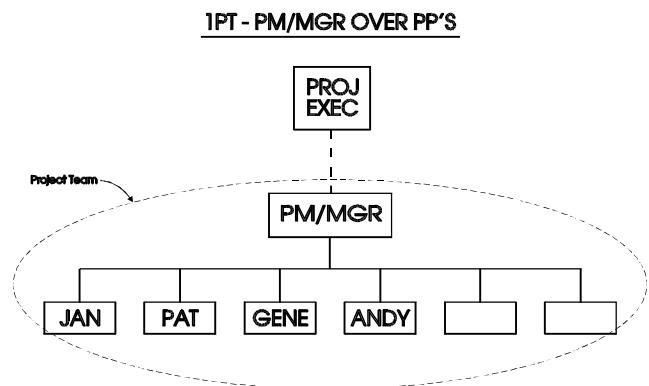 1PT - PM/MGR OVER PP'S
PROJ
EXEC
Project Team
PM/MGR
JAN
PAT
GENE
ANDY